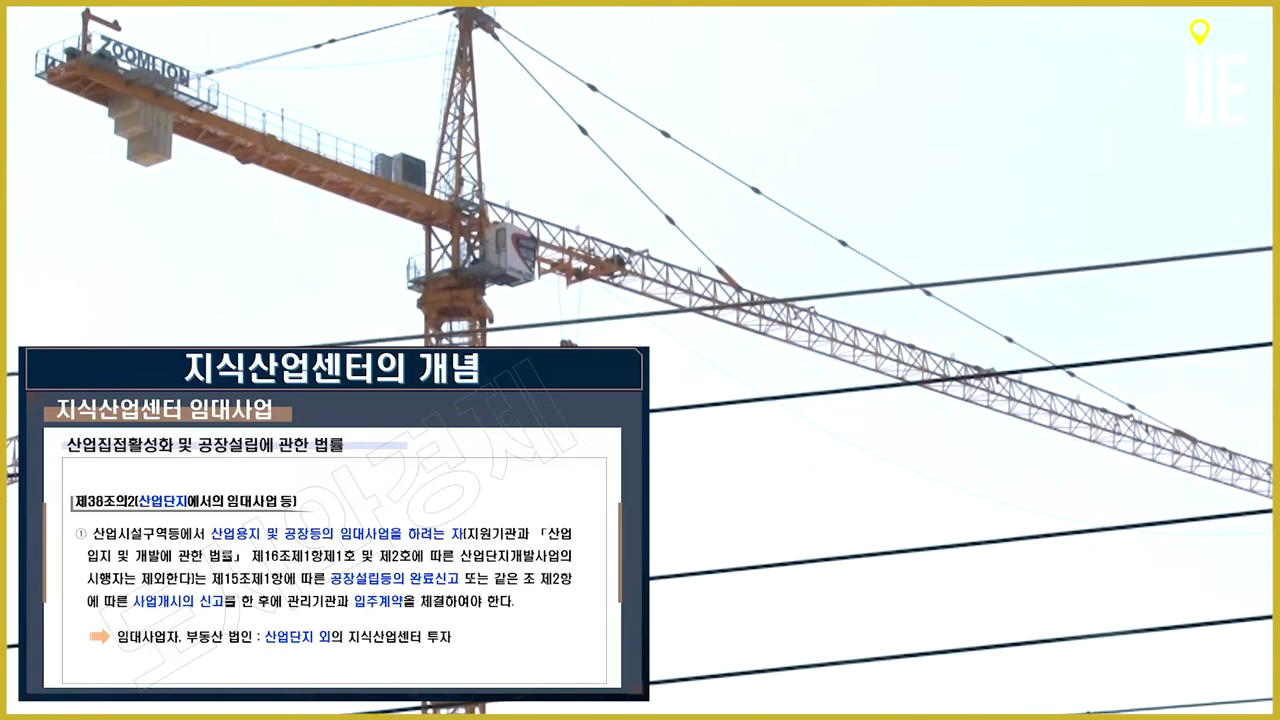 ZOOMLION
UE
지식산업센터의 개념
지식산업센터 임대사업
산업집접활성화 및 공장설립에 관한 법률
제38조의2(산업단지에서의 임대사업 등)
① 산업시설구역등에서 산업용지 및 공장등의 임대사업을 하려는 자(지원기관과 「산업
입지 및 개발에 관한 법률」 제16조제1항제1호 및 제2호에 따른 산업단지개발사업의
시행자는 제외한다)는 제15조제1항에 따른 공장설립등의 완료신고 또는 같은 조 제2항
에 따른 사업개시의 신고를 한 후에 관리기관과 입주계약을 체결하여야 한다.
임대사업자, 부동산 법인 : 산업단지 외의 지식산업센터 투자
도시와경제